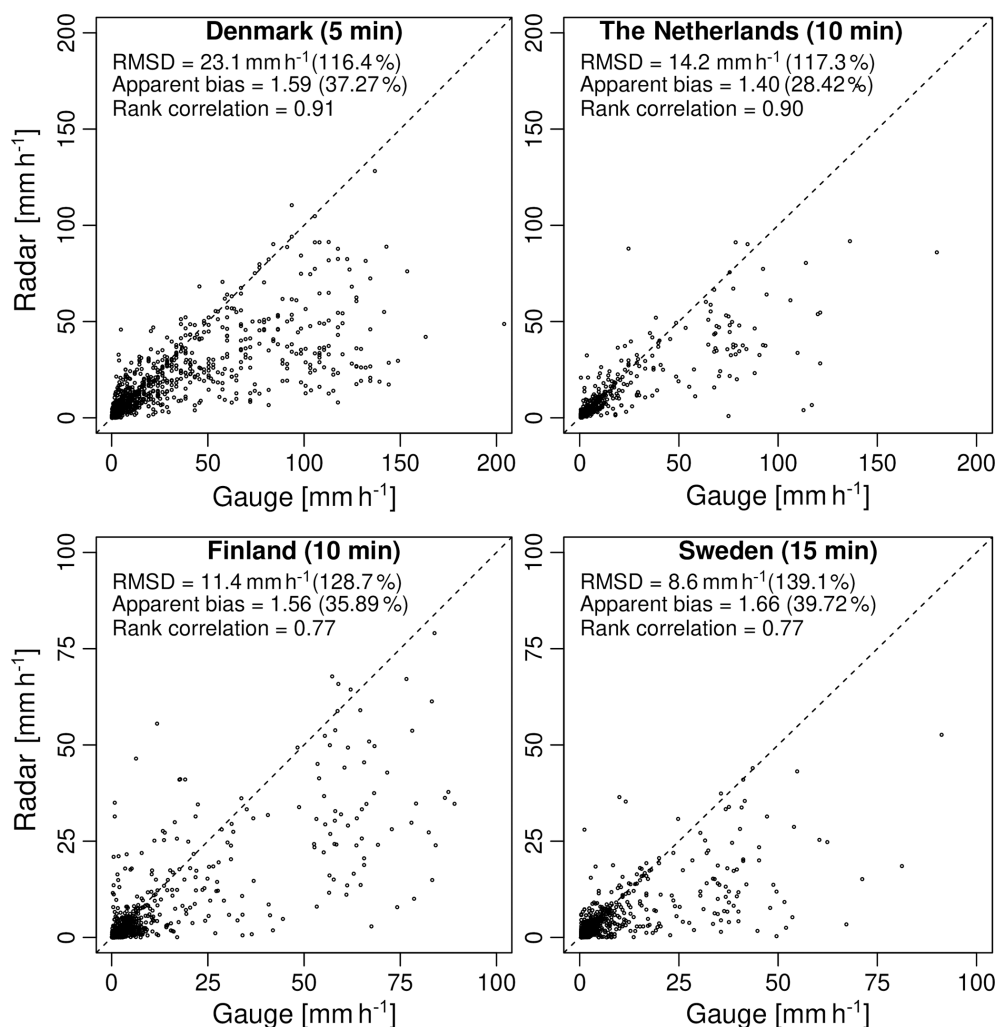 Denmark (5 min)
RMSD = 23.1 mm h⁻¹(116.4 %)
Apparent bias = 1.59 (37.27 %)
Rank correlation = 0.91
Radar [mm h⁻¹]
200
150
100
50
0
0 50 100 150 200
Gauge [mm h⁻¹]
The Netherlands (10 min)
RMSD = 14.2 mm h⁻¹(117.3 %)
Apparent bias = 1.40 (28.42 %)
Rank correlation = 0.90
200
150
100
50
0
0 50 100 150 200
Gauge [mm h⁻¹]
Finland (10 min)
RMSD = 11.4 mm h⁻¹(128.7 %)
Apparent bias = 1.56 (35.89 %)
Rank correlation = 0.77
Radar [mm h⁻¹]
100
75
50
25
0
0 25 50 75 100
Gauge [mm h⁻¹]
Sweden (15 min)
RMSD = 8.6 mm h⁻¹(139.1 %)
Apparent bias = 1.66 (39.72 %)
Rank correlation = 0.77
100
75
50
25
0
0 25 50 75 100
Gauge [mm h⁻¹]